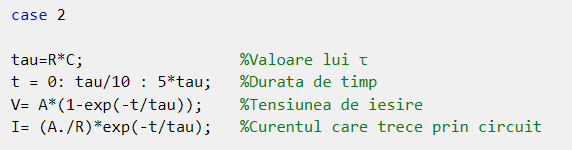 case 2
tau=R*C; %Valoare lui τ
t = 0: tau/10 : 5*tau; %Durata de timp
V= A*(1-exp(-t/tau)); %Tensiunea de iesire
I= (A./R)*exp(-t/tau); %Curentul care trece prin circuit